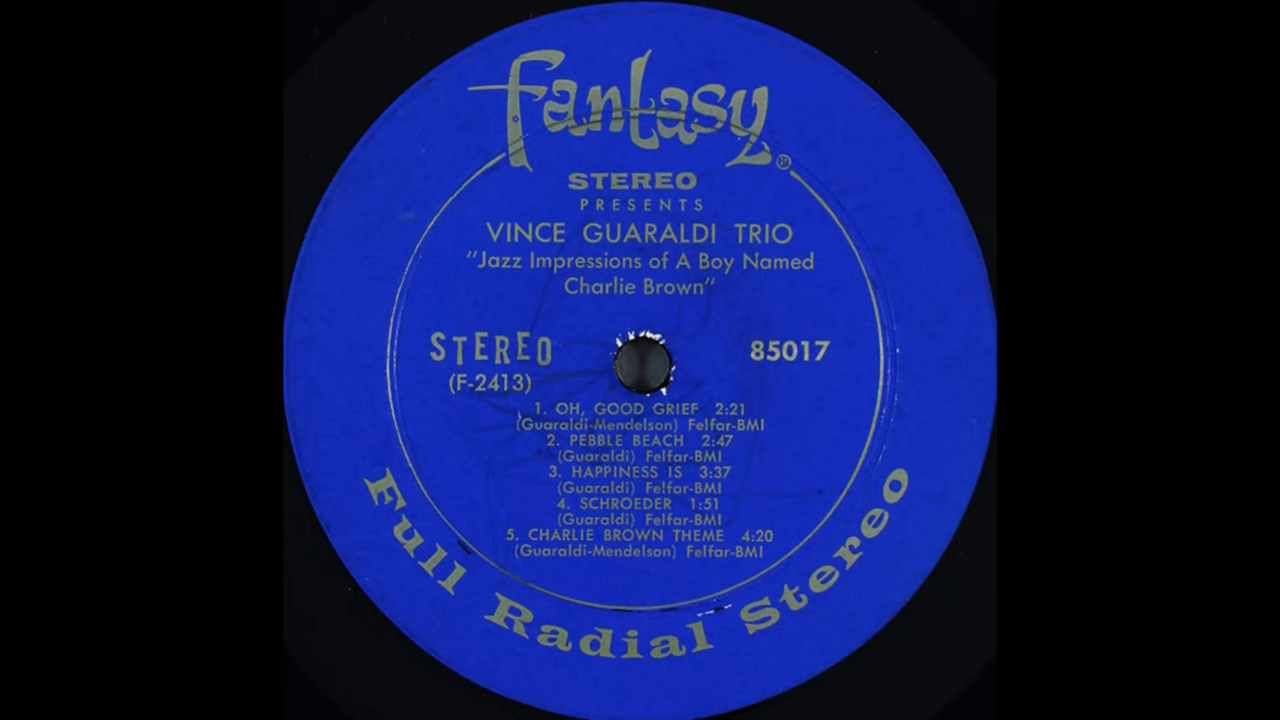 fantasy®
STEREO
PRESENTS
VINCE GUARALDI TRIO
"Jazz Impressions of A Boy Named
Charlie Brown"
STEREO
(F-2413)
85017
1. OH, GOOD GRIEF 2:21
(Guaraldi-Mendelson) Felfar-BMI
2. PEBBLE BEACH 2:47
(Guaraldi) Felfar-BMI
3. HAPPINESS IS 3:37
(Guaraldi) Felfar-BMI
4. SCHROEDER 1:51
(Guaraldi) Felfar-BMI
5. CHARLIE BROWN THEME 4:20
(Guaraldi-Mendelson) Felfar-BMI
Full Radial Stereo